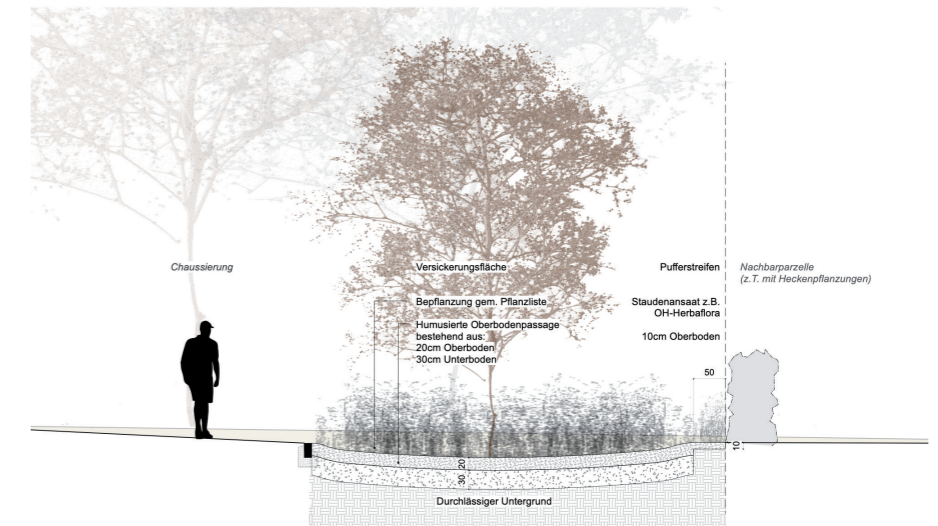 Chaussierung
Versickerungsfläche
Bepflanzung gem. Pflanzliste
Humusierte Oberbodenpassage
bestehend aus:
20cm Oberboden
30cm Unterboden
Pufferstreifen
Staudenansaat z.B.
OH-Herbaflora
10cm Oberboden
Nachbarparzelle
(z.T. mit Heckenpflanzungen)
50
10
20
30
Durchlässiger Untergrund